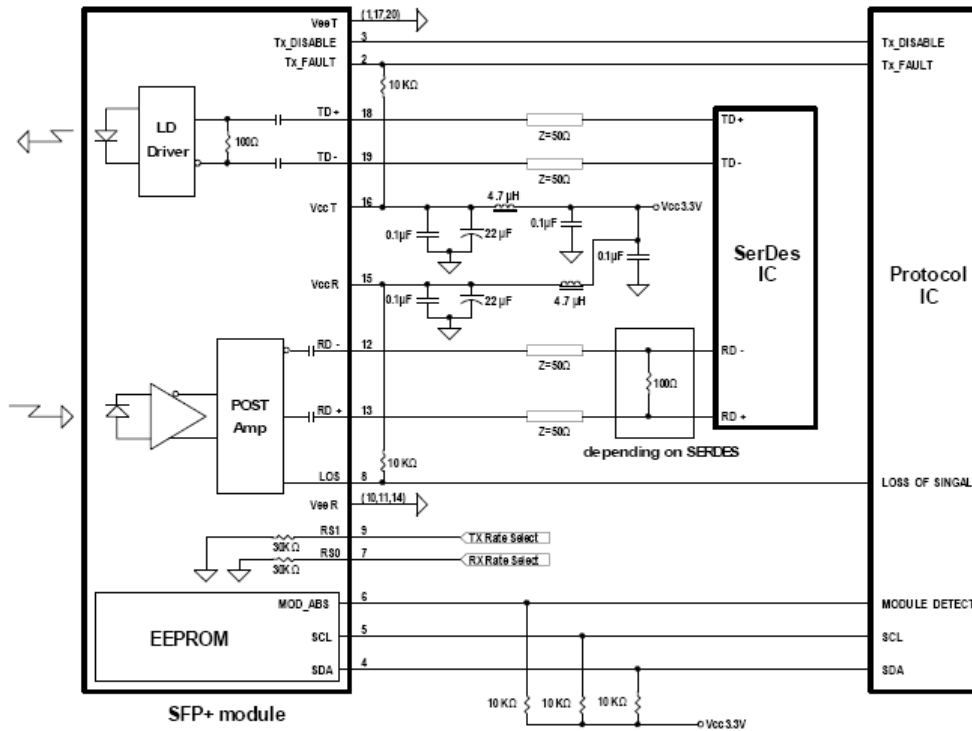 VeeT
(1,17,20)
Tx_DISABLE
3
Tx_DISABLE
Tx_FAULT
2
Tx_FAULT
10 KΩ
LD
Driver
100Ω
TD+
18
Z=50Ω
TD+
TD-
19
Z=50Ω
TD-
VccT
16
4.7 µH
Vcc3.3V
0.1µF
22 µF
0.1µF
0.1µF
SerDes
IC
Protocol
IC
VccR
15
0.1µF
22 µF
4.7 µH
RD -
12
Z=50Ω
RD -
100Ω
POST
Amp
RD +
13
Z=50Ω
RD +
depending on SERDES
10 KΩ
LOS
8
LOSS OF SINGAL
VeeR
(10,11,14)
RS1
9
TX Rate Select
30KΩ
RS0
7
RX Rate Select
30KΩ
MOD_ABS
6
MODULE DETECT
EEPROM
SCL
5
SCL
SDA
4
SDA
10 KΩ
10 KΩ
10 KΩ
Vcc3.3V
SFP+ module